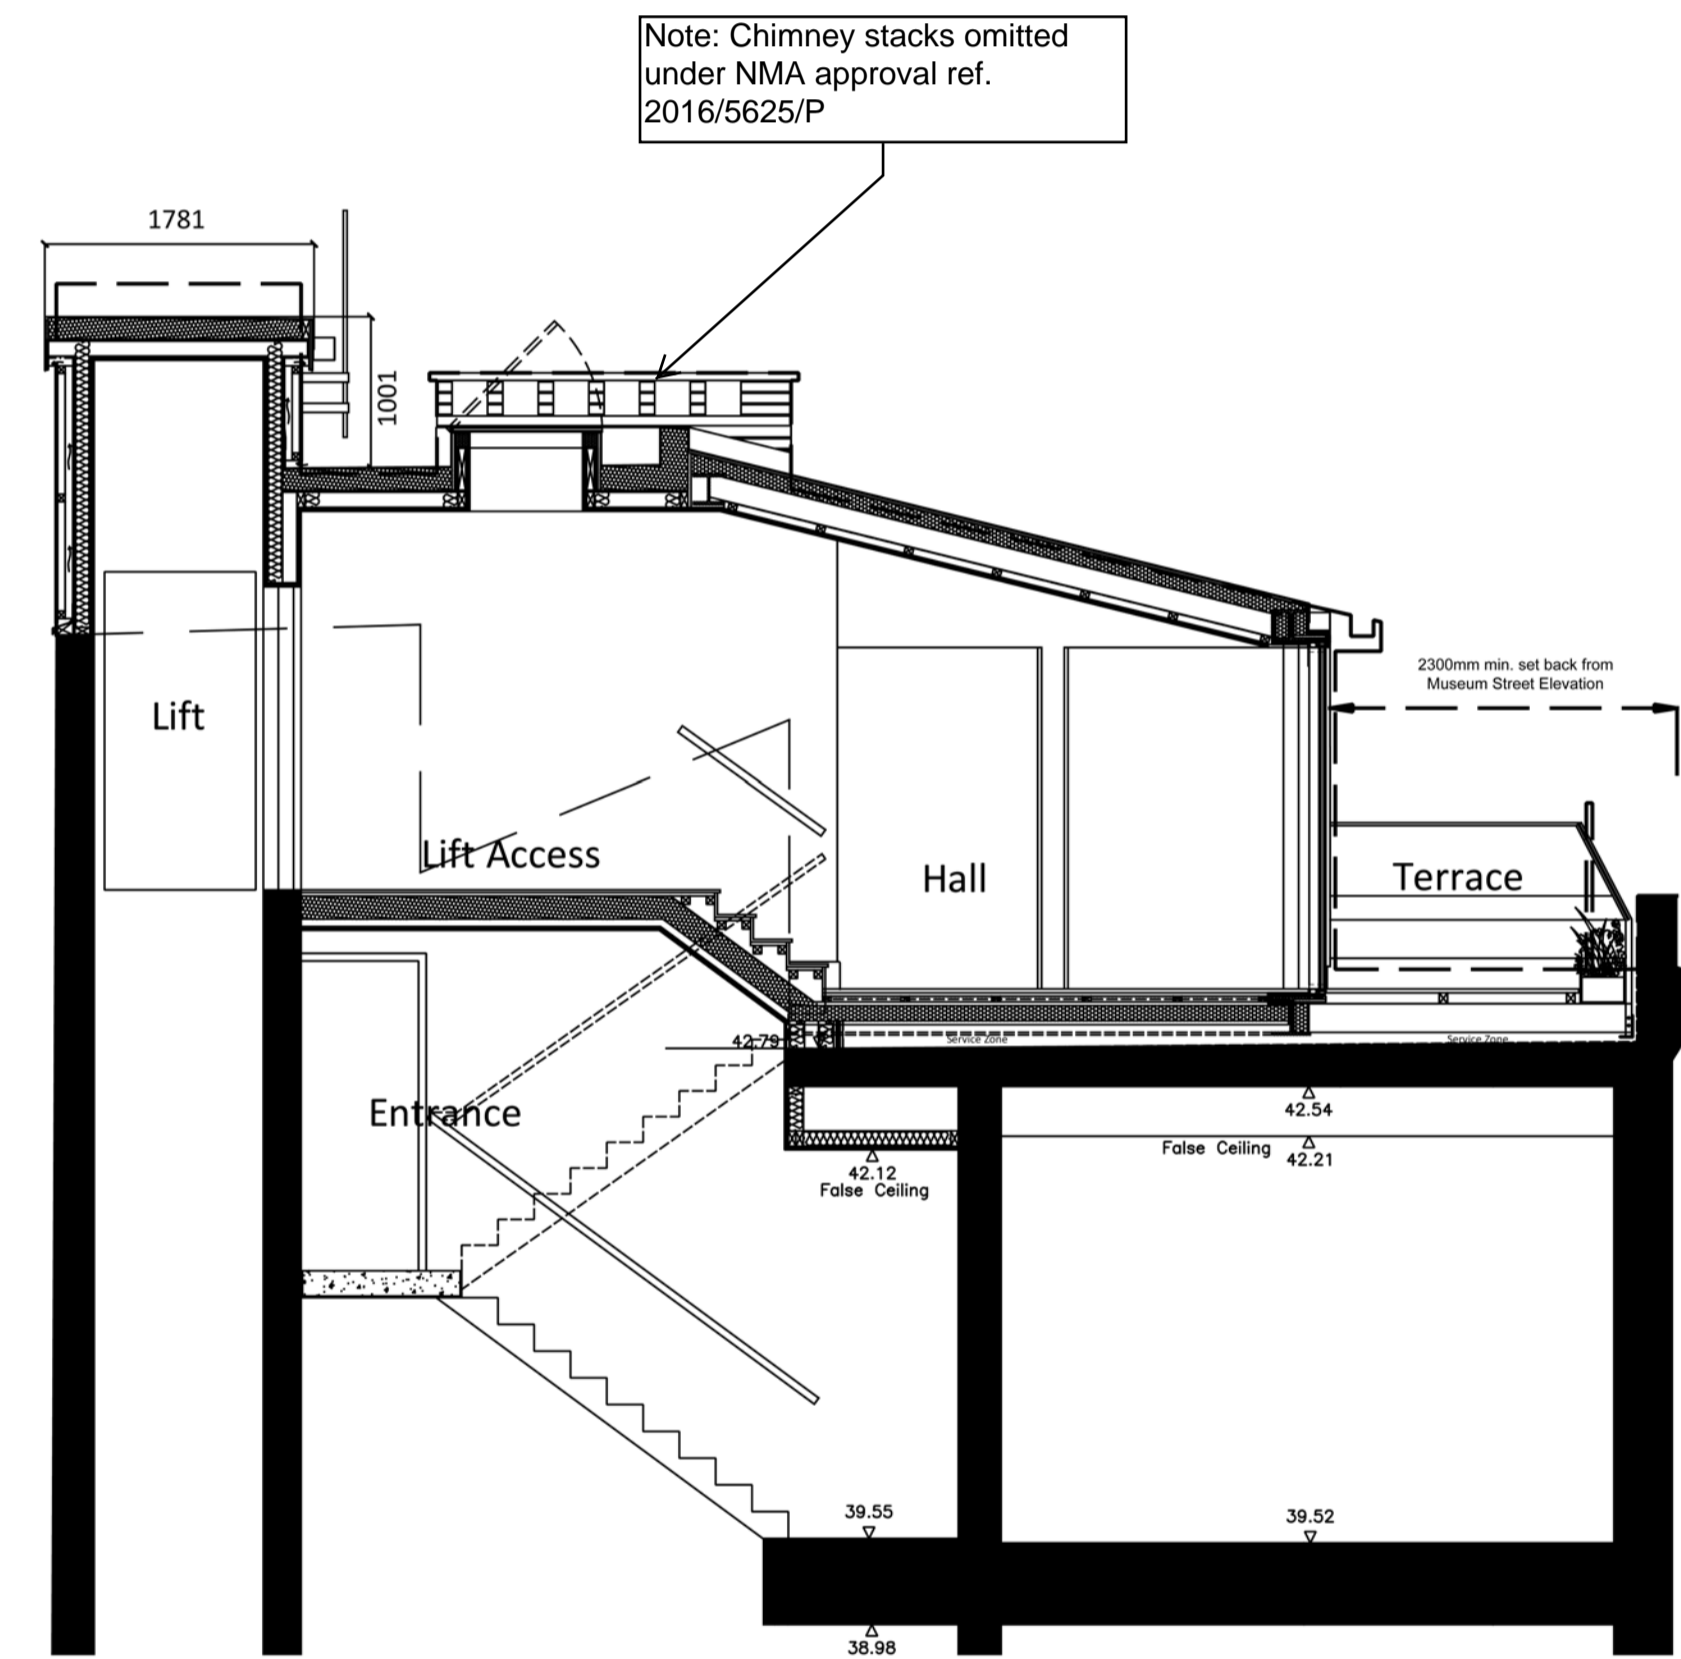 Note: Chimney stacks omitted
under NMA approval ref.
2016/5625/P
1781
1001
2300mm min. set back from
Museum Street Elevation
Lift
Lift Access
Hall
Terrace
42.79
Service Zone
Service Zone
Entrance
42.54
False Ceiling
42.21
42.12
False Ceiling
39.55
39.52
38.98